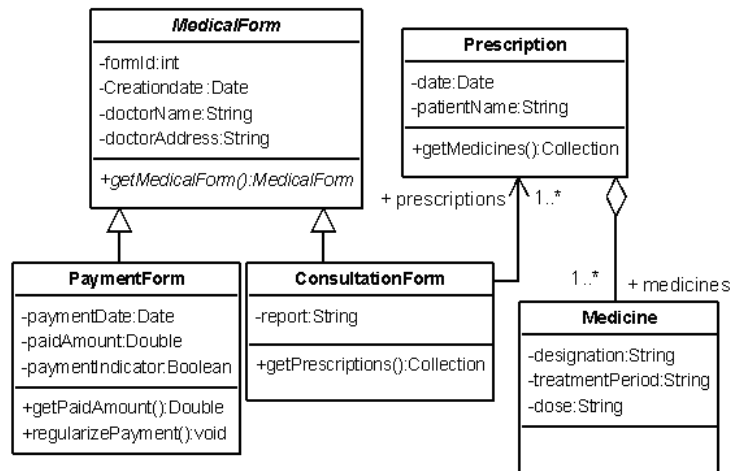 MedicalForm
-formId:int
-Creationdate:Date
-doctorName:String
-doctorAddress:String
+getMedicalForm():MedicalForm
Prescription
-date:Date
-patientName:String
+getMedicines():Collection
+ prescriptions
1..*
PaymentForm
-paymentDate:Date
-paidAmount:Double
-paymentIndicator:Boolean
+getPaidAmount():Double
+regularizePayment():void
ConsultationForm
-report:String
+getPrescriptions():Collection
1..*
+ medicines
Medicine
-designation:String
-treatmentPeriod:String
-dose:String